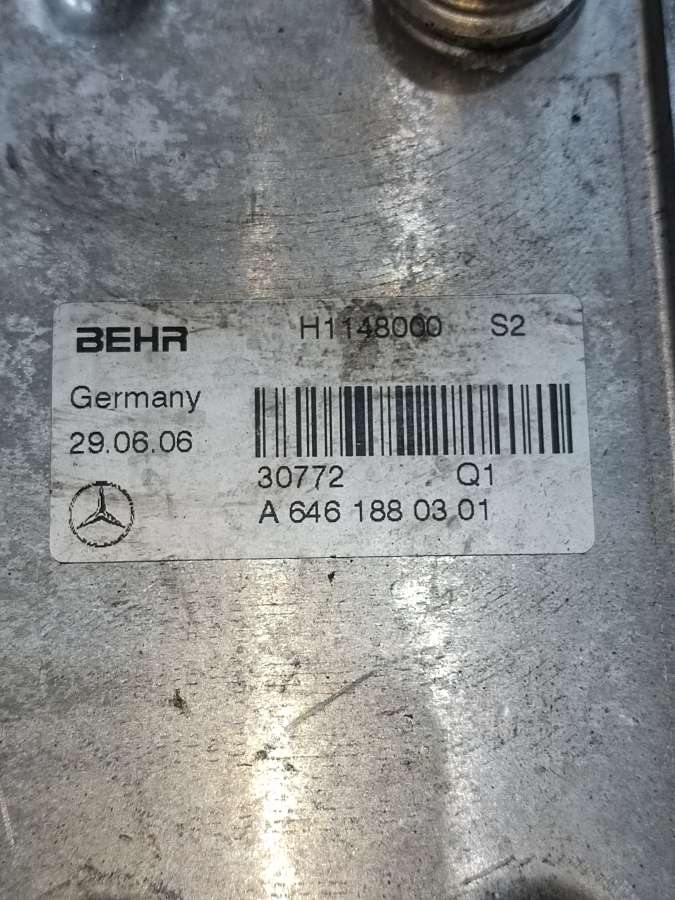 BEHR H1148000 S2
Germany
29.06.06
30772 Q1
A 646 188 03 01